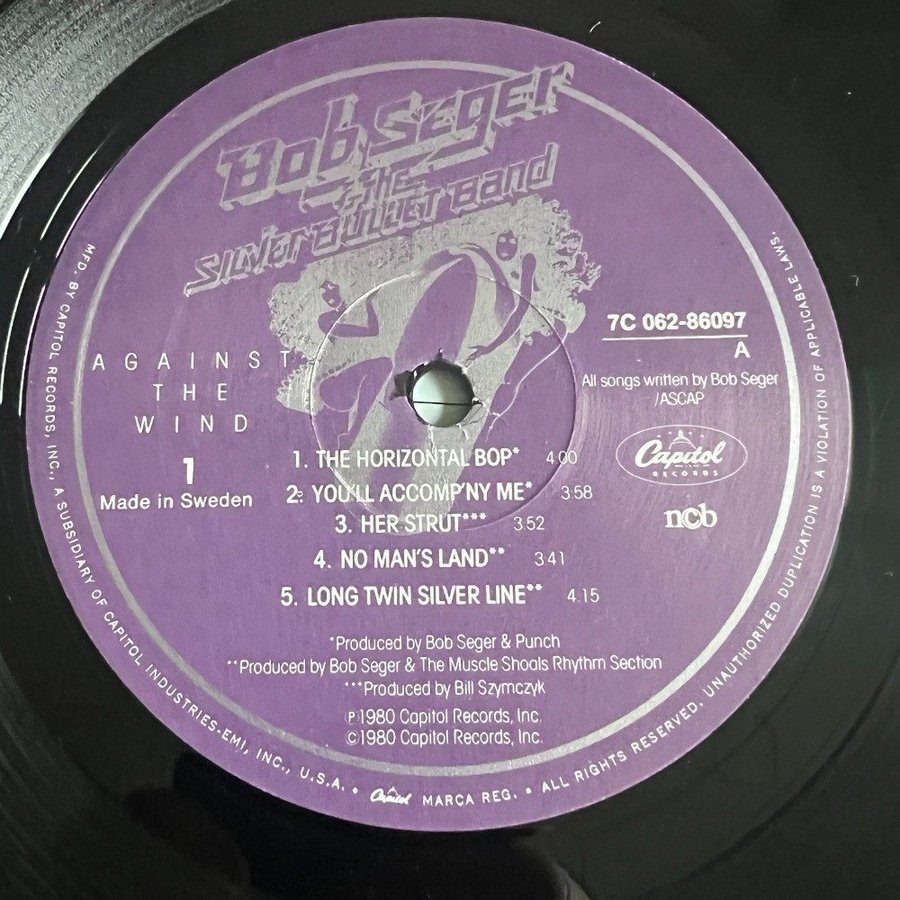 Bob Seger
& the
Silver Bullet Band
AGAINST
THE
WIND
1
Made in Sweden
7C 062-86097
A
All songs written by Bob Seger
/ASCAP
Capitol
RECORDS
ncb
1. THE HORIZONTAL BOP* 4.00
2. YOU'LL ACCOMP'NY ME* 3:58
3. HER STRUT*** 3:52
4. NO MAN'S LAND** 3.41
5. LONG TWIN SILVER LINE** 4.15
*Produced by Bob Seger & Punch
**Produced by Bob Seger & The Muscle Shoals Rhythm Section
***Produced by Bill Szymczyk
℗1980 Capitol Records, Inc.
©1980 Capitol Records, Inc.
MFD. BY CAPITOL RECORDS, INC., A SUBSIDIARY OF CAPITOL INDUSTRIES-EMI, INC., U.S.A. • Capitol MARCA REG. • ALL RIGHTS RESERVED. UNAUTHORIZED DUPLICATION IS A VIOLATION OF APPLICABLE LAWS.